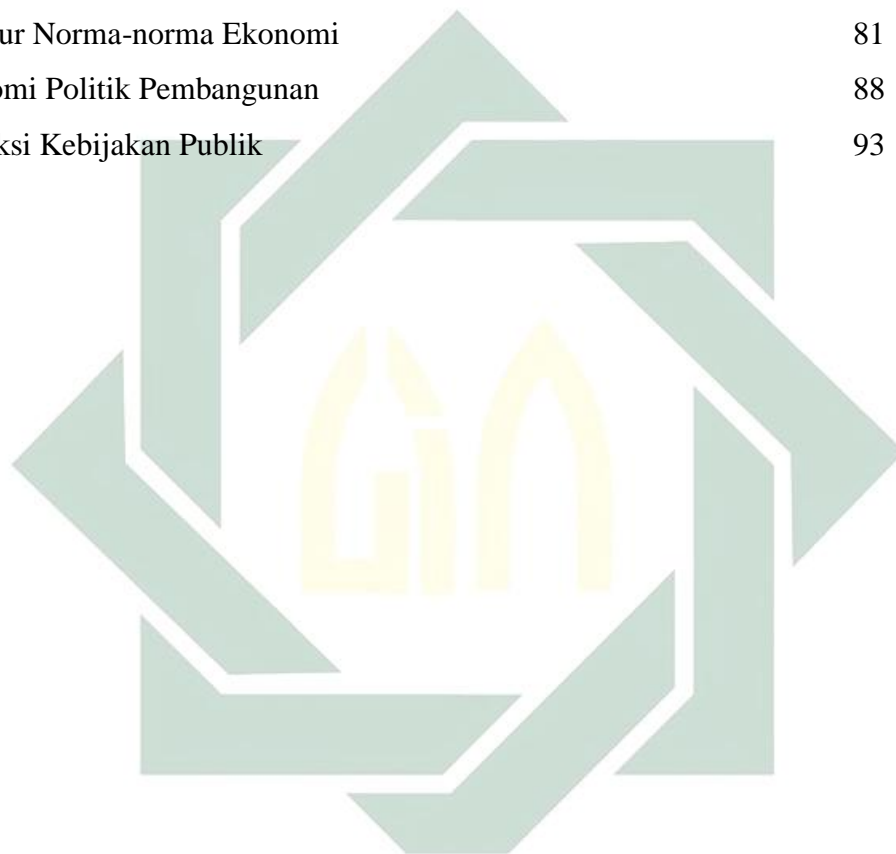 ur Norma-norma Ekonomi 81
omi Politik Pembangunan 88
ksi Kebijakan Publik 93